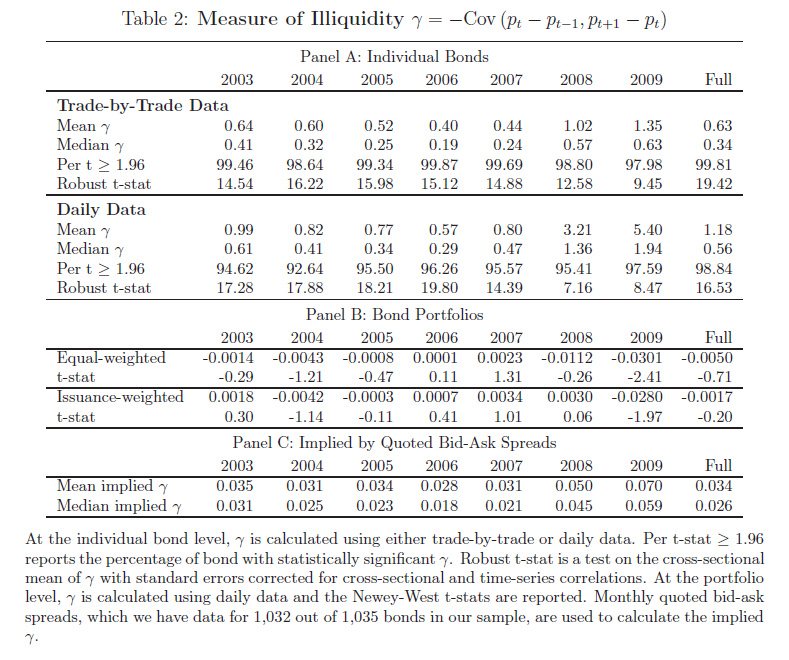 Table 2: Measure of Illiquidity γ = −Cov (pₜ − pₜ₋₁, pₜ₊₁ − pₜ)
Panel A: Individual Bonds
2003 2004 2005 2006 2007 2008 2009 Full
Trade-by-Trade Data
Mean γ 0.64 0.60 0.52 0.40 0.44 1.02 1.35 0.63
Median γ 0.41 0.32 0.25 0.19 0.24 0.57 0.63 0.34
Per t ≥ 1.96 99.46 98.64 99.34 99.87 99.69 98.80 97.98 99.81
Robust t-stat 14.54 16.22 15.98 15.12 14.88 12.58 9.45 19.42
Daily Data
Mean γ 0.99 0.82 0.77 0.57 0.80 3.21 5.40 1.18
Median γ 0.61 0.41 0.34 0.29 0.47 1.36 1.94 0.56
Per t ≥ 1.96 94.62 92.64 95.50 96.26 95.57 95.41 97.59 98.84
Robust t-stat 17.28 17.88 18.21 19.80 14.39 7.16 8.47 16.53
Panel B: Bond Portfolios
2003 2004 2005 2006 2007 2008 2009 Full
Equal-weighted -0.0014 -0.0043 -0.0008 0.0001 0.0023 -0.0112 -0.0301 -0.0050
t-stat -0.29 -1.21 -0.47 0.11 1.31 -0.26 -2.41 -0.71
Issuance-weighted 0.0018 -0.0042 -0.0003 0.0007 0.0034 0.0030 -0.0280 -0.0017
t-stat 0.30 -1.14 -0.11 0.41 1.01 0.06 -1.97 -0.20
Panel C: Implied by Quoted Bid-Ask Spreads
2003 2004 2005 2006 2007 2008 2009 Full
Mean implied γ 0.035 0.031 0.034 0.028 0.031 0.050 0.070 0.034
Median implied γ 0.031 0.025 0.023 0.018 0.021 0.045 0.059 0.026
At the individual bond level, γ is calculated using either trade-by-trade or daily data. Per t-stat ≥ 1.96
reports the percentage of bond with statistically significant γ. Robust t-stat is a test on the cross-sectional
mean of γ with standard errors corrected for cross-sectional and time-series correlations. At the portfolio
level, γ is calculated using daily data and the Newey-West t-stats are reported. Monthly quoted bid-ask
spreads, which we have data for 1,032 out of 1,035 bonds in our sample, are used to calculate the implied
γ.